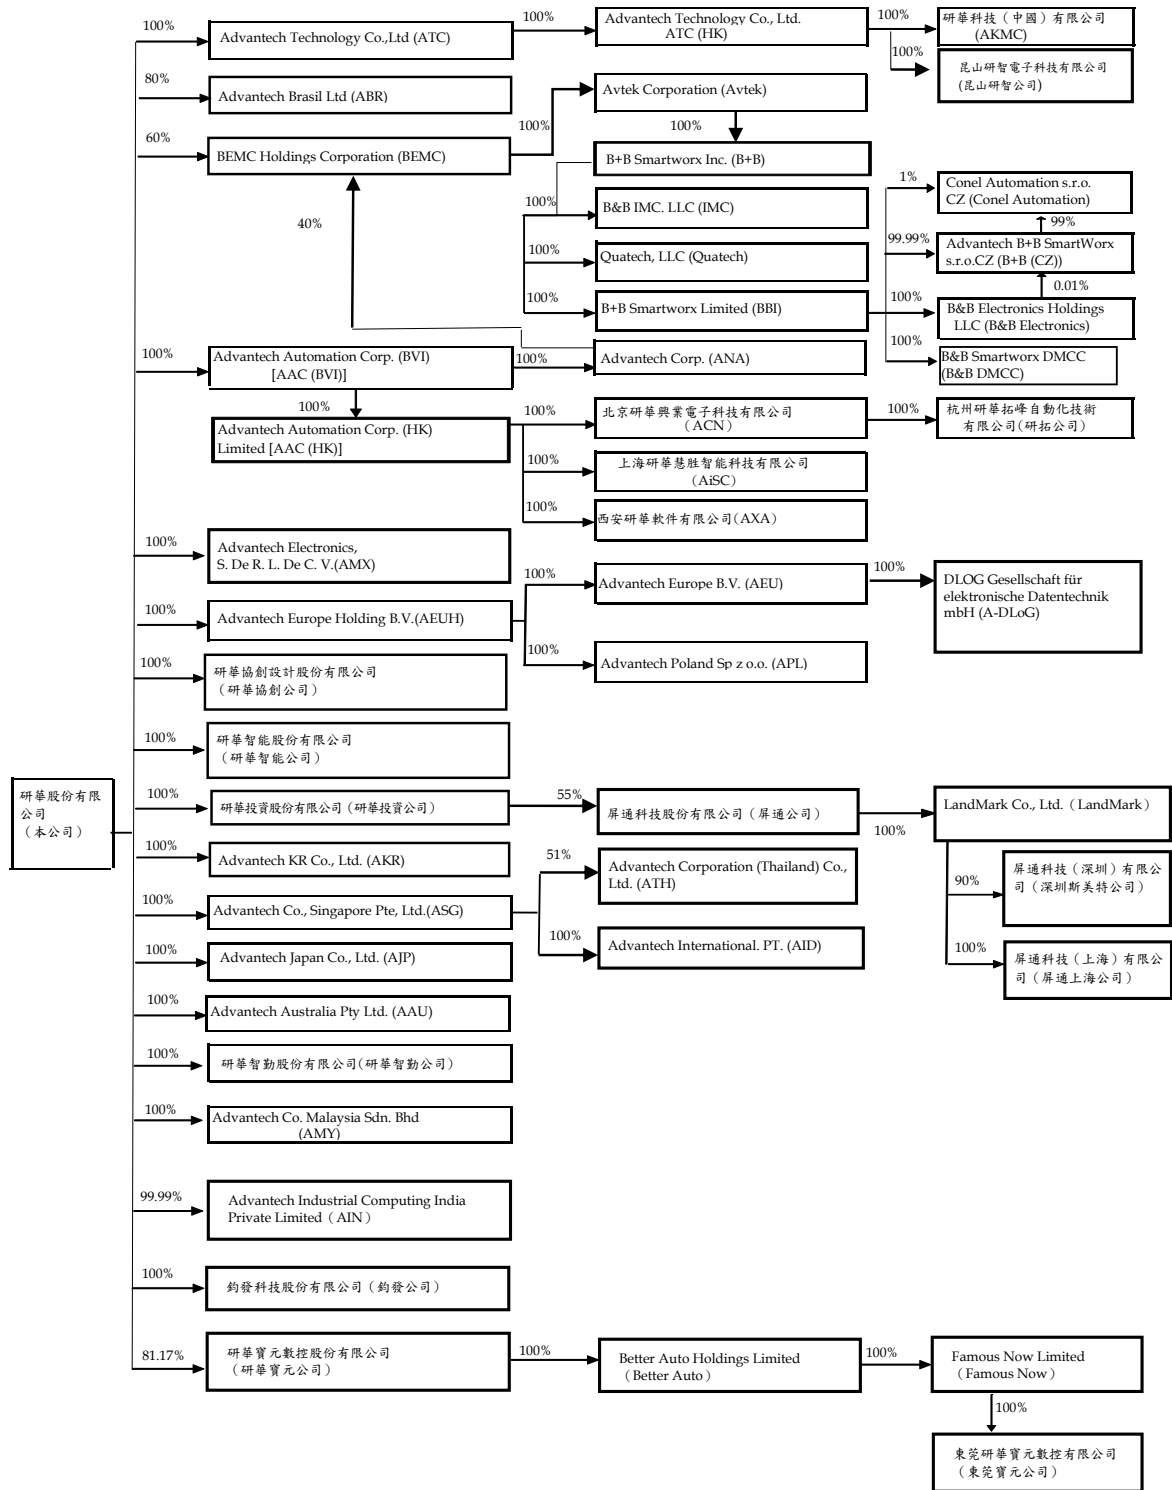 100%
Advantech Technology Co.,Ltd (ATC)
100%
Advantech Technology Co., Ltd.
ATC (HK)
100%
研華科技（中國）有限公司
(AKMC)
100%
昆山研智電子科技有限公司
(昆山研智公司)
80%
Advantech Brasil Ltd (ABR)
Avtek Corporation (Avtek)
100%
100%
60%
BEMC Holdings Corporation (BEMC)
B+B Smartworx Inc. (B+B)
40%
100%
B&B IMC. LLC (IMC)
1%
Conel Automation s.r.o.
CZ (Conel Automation)
99%
100%
Quatech, LLC (Quatech)
99.99%
Advantech B+B SmartWorx
s.r.o.CZ (B+B (CZ))
0.01%
100%
B+B Smartworx Limited (BBI)
100%
B&B Electronics Holdings
LLC (B&B Electronics)
100%
B&B Smartworx DMCC
(B&B DMCC)
100%
Advantech Automation Corp. (BVI)
[AAC (BVI)]
100%
Advantech Corp. (ANA)
100%
Advantech Automation Corp. (HK)
Limited [AAC (HK)]
100%
北京研華興業電子科技有限公司
(ACN)
100%
杭州研華拓峰自動化技術
有限公司(研拓公司)
100%
上海研華慧胜智能科技有限公司
(AiSC)
100%
西安研華軟件有限公司(AXA)
100%
Advantech Electronics,
S. De R. L. De C. V.(AMX)
100%
Advantech Europe B.V. (AEU)
100%
DLOG Gesellschaft für
elektronische Datentechnik
mbH (A-DLoG)
100%
Advantech Europe Holding B.V.(AEUH)
100%
Advantech Poland Sp z o.o. (APL)
100%
研華協創設計股份有限公司
（研華協創公司）
100%
研華智能股份有限公司
（研華智能公司）
研華股份有限
公司
（本公司）
100%
研華投資股份有限公司（研華投資公司）
55%
屏通科技股份有限公司（屏通公司）
100%
LandMark Co., Ltd.（LandMark）
100%
Advantech KR Co., Ltd. (AKR)
51%
Advantech Corporation (Thailand) Co.,
Ltd. (ATH)
90%
屏通科技（深圳）有限公
司（深圳斯美特公司）
100%
Advantech Co., Singapore Pte, Ltd.(ASG)
100%
Advantech International. PT. (AID)
100%
屏通科技（上海）有限公
司（屏通上海公司）
100%
Advantech Japan Co., Ltd. (AJP)
100%
Advantech Australia Pty Ltd. (AAU)
100%
研華智勤股份有限公司(研華智勤公司）
100%
Advantech Co. Malaysia Sdn. Bhd
(AMY)
99.99%
Advantech Industrial Computing India
Private Limited（AIN）
100%
鈞發科技股份有限公司（鈞發公司）
81.17%
研華寶元數控股份有限公司
（研華寶元公司）
100%
Better Auto Holdings Limited
（Better Auto）
100%
Famous Now Limited
（Famous Now）
100%
東莞研華寶元數控有限公司
（東莞寶元公司）